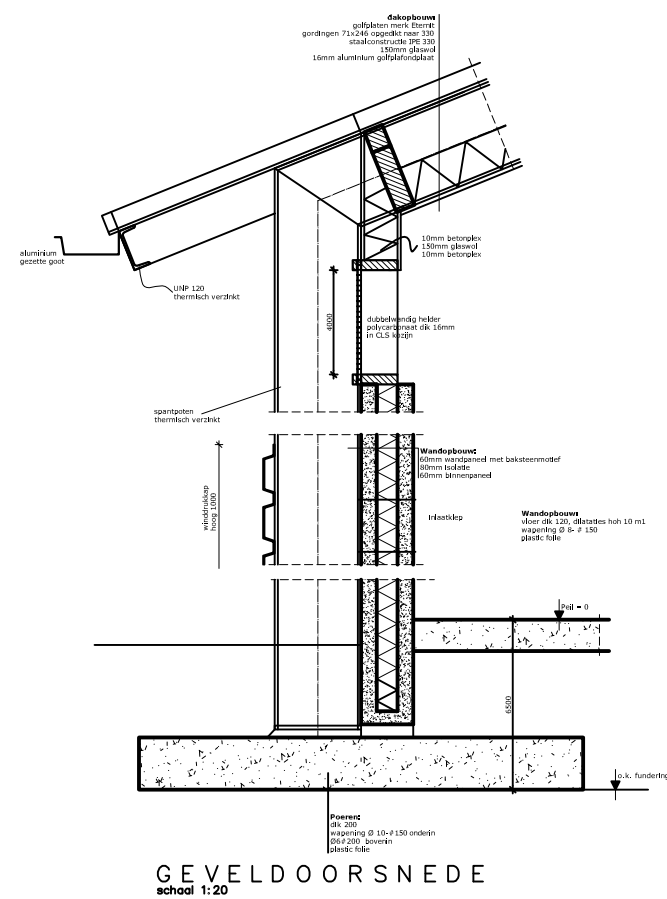 dakopbouw:
golfplaten merk Eternit
gordingen 71x246 opgedikt naar 330
staalconstructie IPE 330
150mm glaswol
16mm aluminium golfplafondplaat
aluminium
gezette goot
UNP 120
thermisch verzinkt
10mm betonplex
150mm glaswol
10mm betonplex
4000
dubbelwandig helder
polycarbonaat dik 16mm
in CLS kozijn
spantpoten
thermisch verzinkt
Wandopbouw:
60mm wandpaneel met baksteenmotief
80mm isolatie
60mm binnenpaneel
winddrukkap
hoog 1000
inlaatklep
Wandopbouw:
vloer dik 120, dilataties hoh 10 m1
wapening Ø 8- # 150
plastic folie
Peil = 0
6500
o.k. fundering
Poeren:
dik 200
wapening Ø 10-#150 onderin
Ø6#200 bovenin
plastic folie
GEVELDOORSNEDE
schaal 1:20